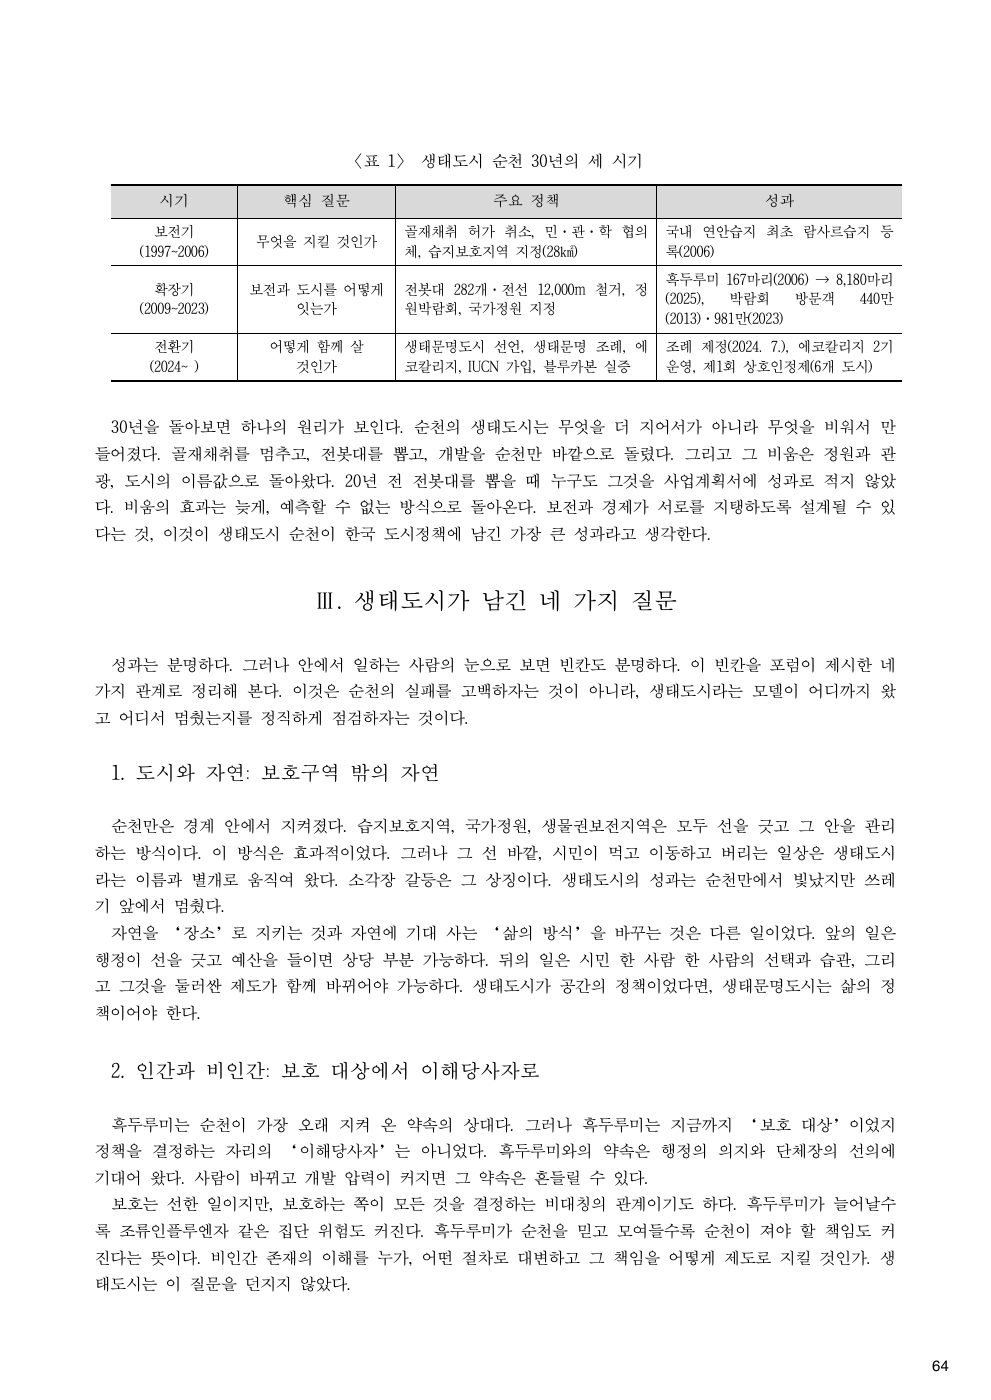 〈표 1〉 생태도시 순천 30년의 세 시기
시기 핵심 질문 주요 정책 성과
보전기
(1997~2006)
무엇을 지킬 것인가
골재채취 허가 취소, 민·관·학 협의
체, 습지보호지역 지정(28㎢)
국내 연안습지 최초 람사르습지 등
록(2006)
확장기
(2009~2023)
보전과 도시를 어떻게
잇는가
전봇대 282개·전선 12,000m 철거, 정
원박람회, 국가정원 지정
흑두루미 167마리(2006) → 8,180마리
(2025), 박람회 방문객 440만
(2013)·981만(2023)
전환기
(2024~ )
어떻게 함께 살
것인가
생태문명도시 선언, 생태문명 조례, 에
코칼리지, IUCN 가입, 블루카본 실증
조례 제정(2024. 7.), 에코칼리지 2기
운영, 제1회 상호인정제(6개 도시)
30년을 돌아보면 하나의 원리가 보인다. 순천의 생태도시는 무엇을 더 지어서가 아니라 무엇을 비워서 만
들어졌다. 골재채취를 멈추고, 전봇대를 뽑고, 개발을 순천만 바깥으로 돌렸다. 그리고 그 비움은 정원과 관
광, 도시의 이름값으로 돌아왔다. 20년 전 전봇대를 뽑을 때 누구도 그것을 사업계획서에 성과로 적지 않았
다. 비움의 효과는 늦게, 예측할 수 없는 방식으로 돌아온다. 보전과 경제가 서로를 지탱하도록 설계될 수 있
다는 것, 이것이 생태도시 순천이 한국 도시정책에 남긴 가장 큰 성과라고 생각한다.
Ⅲ. 생태도시가 남긴 네 가지 질문
성과는 분명하다. 그러나 안에서 일하는 사람의 눈으로 보면 빈칸도 분명하다. 이 빈칸을 포럼이 제시한 네
가지 관계로 정리해 본다. 이것은 순천의 실패를 고백하자는 것이 아니라, 생태도시라는 모델이 어디까지 왔
고 어디서 멈췄는지를 정직하게 점검하자는 것이다.
1. 도시와 자연: 보호구역 밖의 자연
순천만은 경계 안에서 지켜졌다. 습지보호지역, 국가정원, 생물권보전지역은 모두 선을 긋고 그 안을 관리
하는 방식이다. 이 방식은 효과적이었다. 그러나 그 선 바깥, 시민이 먹고 이동하고 버리는 일상은 생태도시
라는 이름과 별개로 움직여 왔다. 소각장 갈등은 그 상징이다. 생태도시의 성과는 순천만에서 빛났지만 쓰레
기 앞에서 멈췄다.
자연을 ‘장소’로 지키는 것과 자연에 기대 사는 ‘삶의 방식’을 바꾸는 것은 다른 일이었다. 앞의 일은
행정이 선을 긋고 예산을 들이면 상당 부분 가능하다. 뒤의 일은 시민 한 사람 한 사람의 선택과 습관, 그리
고 그것을 둘러싼 제도가 함께 바뀌어야 가능하다. 생태도시가 공간의 정책이었다면, 생태문명도시는 삶의 정
책이어야 한다.
2. 인간과 비인간: 보호 대상에서 이해당사자로
흑두루미는 순천이 가장 오래 지켜 온 약속의 상대다. 그러나 흑두루미는 지금까지 ‘보호 대상’이었지
정책을 결정하는 자리의 ‘이해당사자’는 아니었다. 흑두루미와의 약속은 행정의 의지와 단체장의 선의에
기대어 왔다. 사람이 바뀌고 개발 압력이 커지면 그 약속은 흔들릴 수 있다.
보호는 선한 일이지만, 보호하는 쪽이 모든 것을 결정하는 비대칭의 관계이기도 하다. 흑두루미가 늘어날수
록 조류인플루엔자 같은 집단 위험도 커진다. 흑두루미가 순천을 믿고 모여들수록 순천이 져야 할 책임도 커
진다는 뜻이다. 비인간 존재의 이해를 누가, 어떤 절차로 대변하고 그 책임을 어떻게 제도로 지킬 것인가. 생
태도시는 이 질문을 던지지 않았다.
64